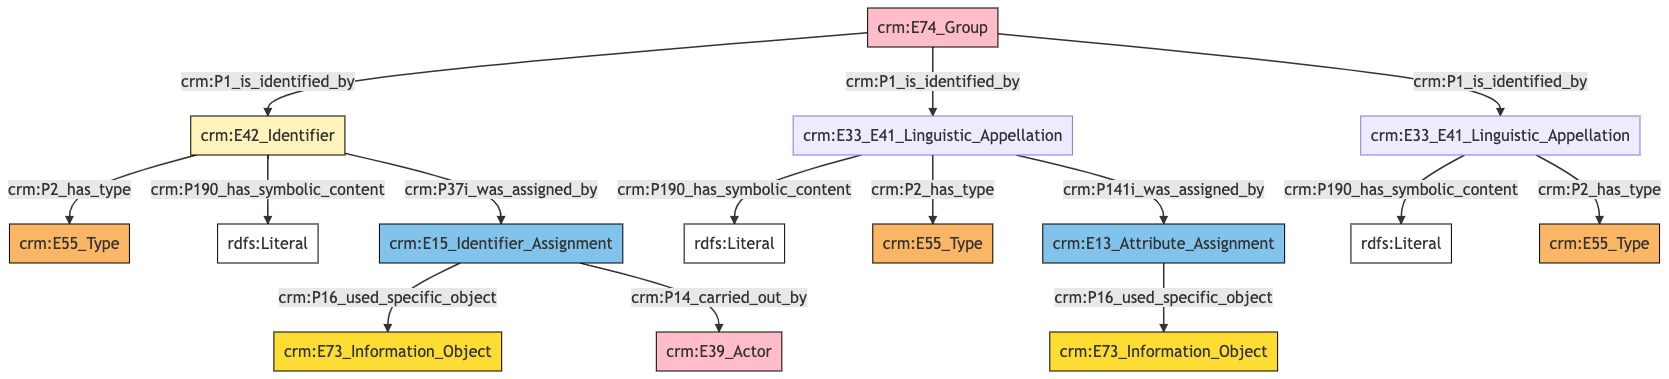 crm:E74_Group
crm:P1_is_identified_by crm:P1_is_identified_by crm:P1_is_identified_by
crm:E42_Identifier crm:E33_E41_Linguistic_Appellation crm:E33_E41_Linguistic_Appellation
crm:P2_has_type crm:P190_has_symbolic_content crm:P37i_was_assigned_by crm:P190_has_symbolic_content crm:P2_has_type crm:P141i_was_assigned_by crm:P190_has_symbolic_content crm:P2_has_type
crm:E55_Type rdfs:Literal crm:E15_Identifier_Assignment rdfs:Literal crm:E55_Type crm:E13_Attribute_Assignment rdfs:Literal crm:E55_Type
crm:P16_used_specific_object crm:P14_carried_out_by crm:P16_used_specific_object
crm:E73_Information_Object crm:E39_Actor crm:E73_Information_Object